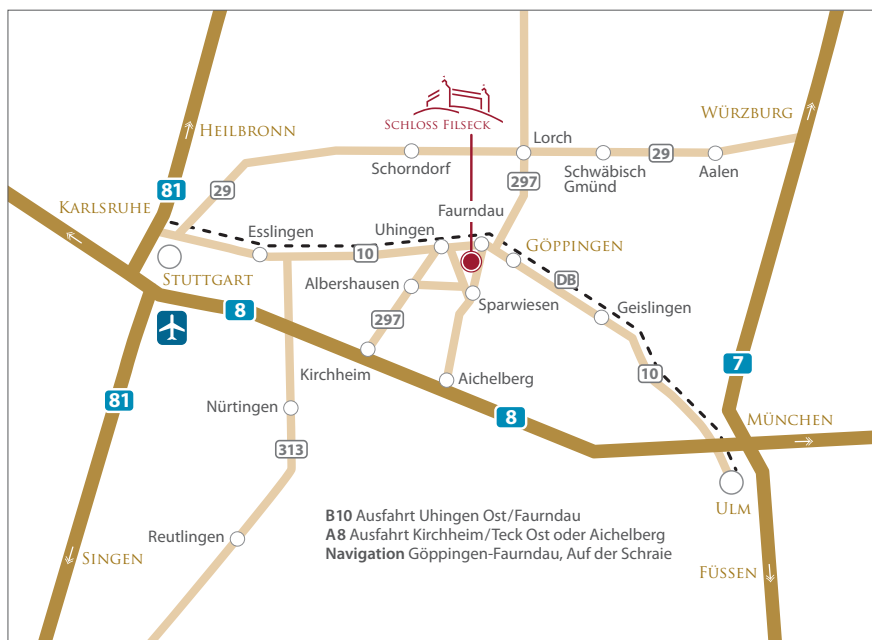 WÜRZBURG
HEILBRONN
SCHLOSS FILSECK
Lorch
29
Schorndorf
Schwäbisch
Gmünd
Aalen
81
29
297
KARLSRUHE
Faurndau
Esslingen
Uhingen
GÖPPINGEN
10
STUTTGART
Albershausen
DB
Sparwiesen
Geislingen
8
297
Kirchheim
7
10
Aichelberg
81
Nürtingen
8
MÜNCHEN
313
ULM
B10 Ausfahrt Uhingen Ost/Faurndau
Reutlingen
A8 Ausfahrt Kirchheim/Teck Ost oder Aichelberg
Navigation Göppingen-Faurndau, Auf der Schraie
SINGEN
FÜSSEN